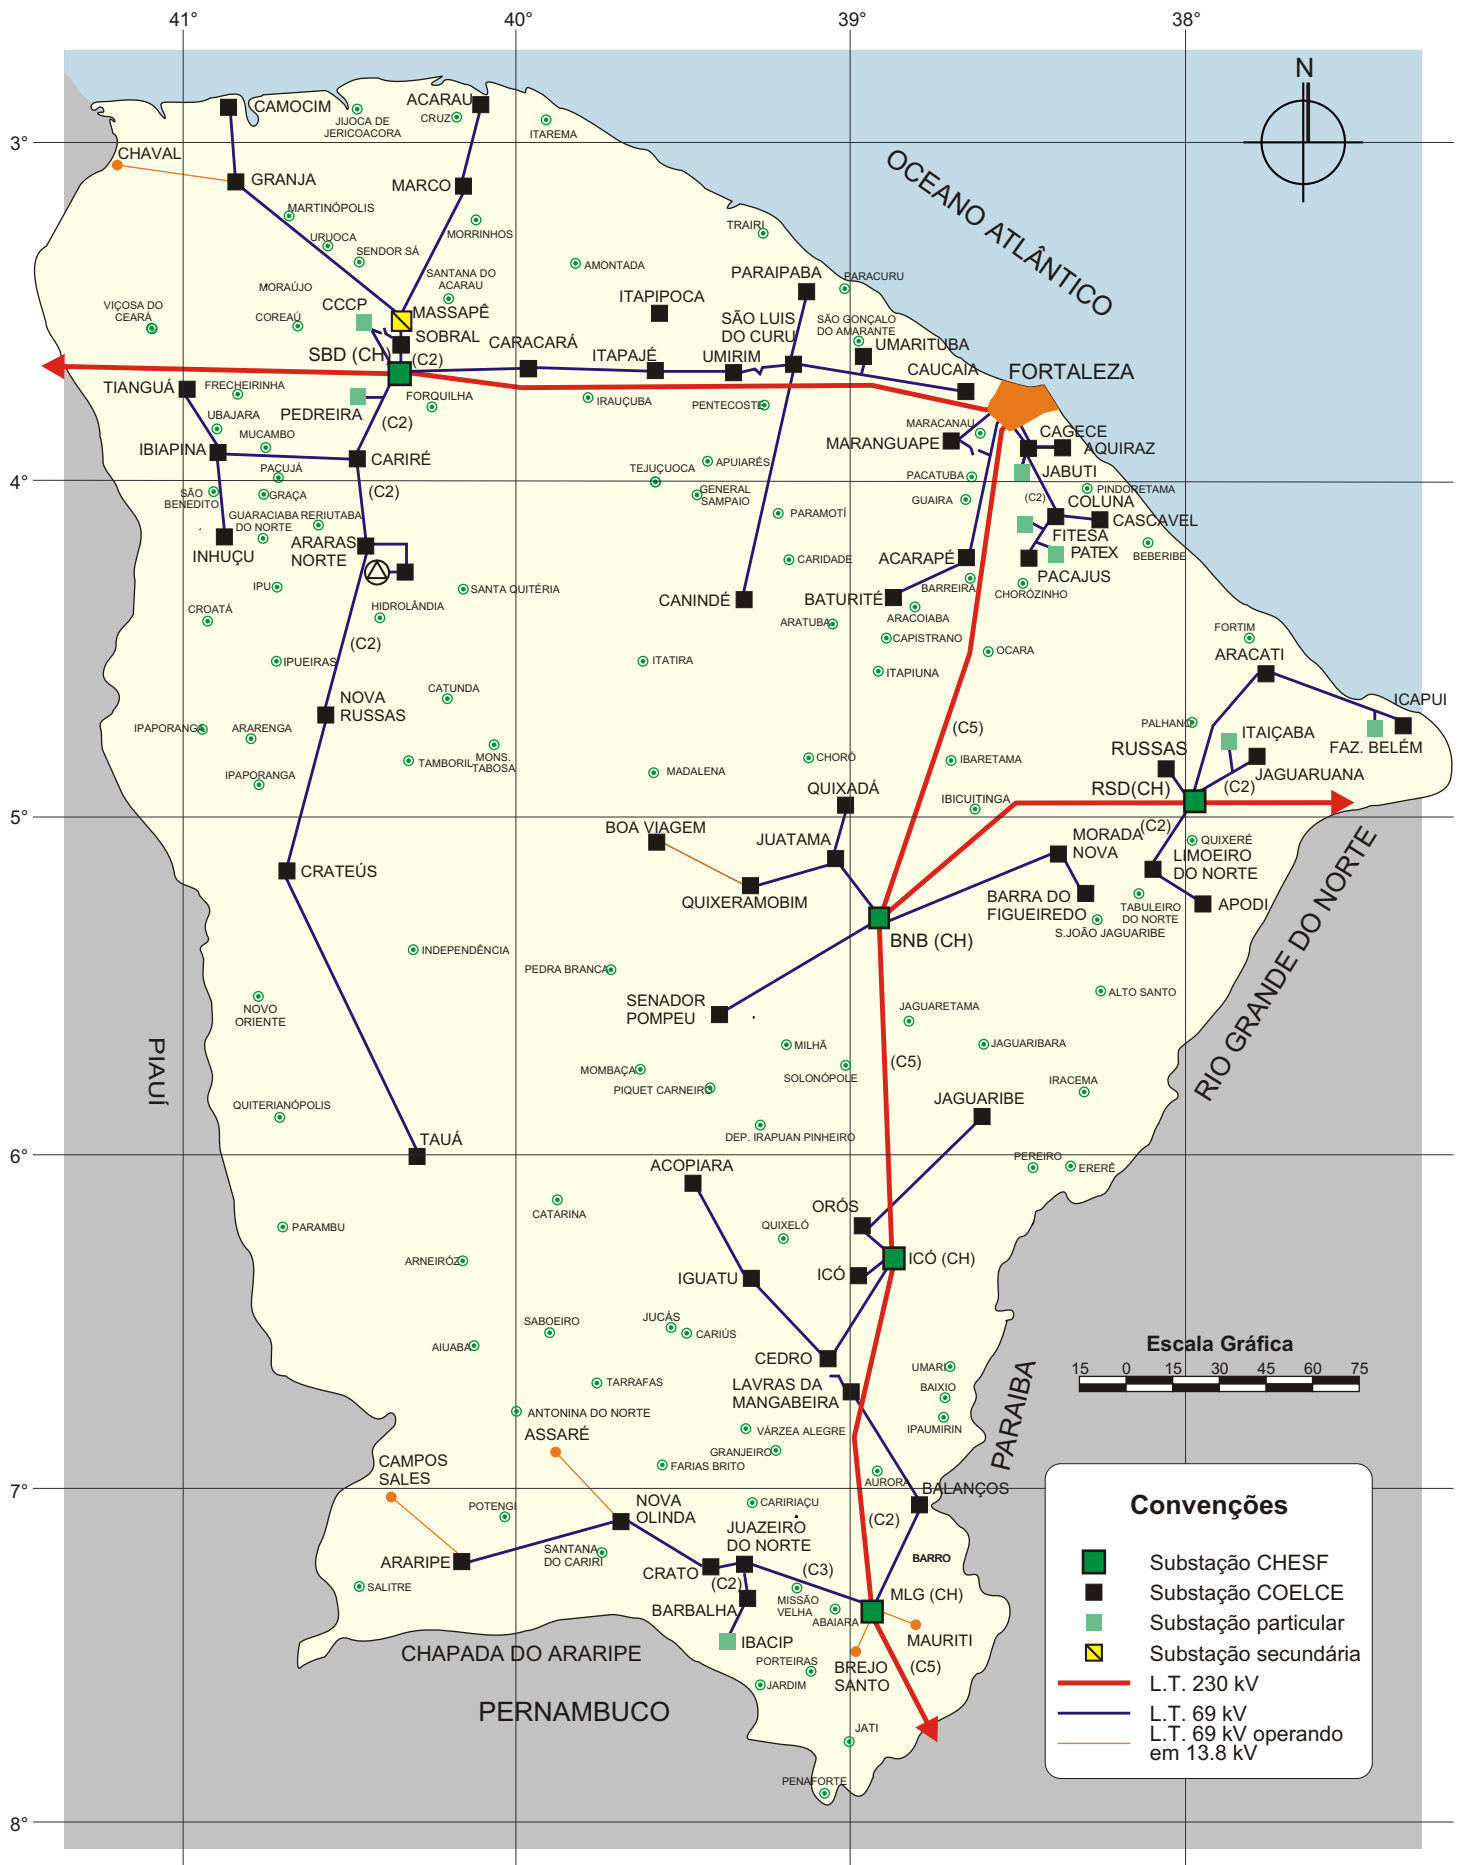 41°
40°
39°
38°
N
3°
4°
5°
6°
7°
8°
OCEANO ATLÂNTICO
RIO GRANDE DO NORTE
PARAIBA
PIAUÍ
PERNAMBUCO
CHAPADA DO ARARIPE
CAMOCIM
JIJOCA DE
JERICOACORA
ACARAU
CRUZ
ITAREMA
CHAVAL
GRANJA
MARCO
MARTINÓPOLIS
MORRINHOS
URUOCA
SENDOR SÁ
TRAIRI
AMONTADA
SANTANA DO
ACARAU
MORAÚJO
PARAIPABA
PARACURU
VIÇOSA DO
CEARÁ
COREAÚ
CCCP
MASSAPÊ
ITAPIPOCA
SOBRAL
SBD (CH)
(C2)
CARACARÁ
ITAPAJÉ
UMIRIM
SÃO LUIS
DO CURU
SÃO GONÇALO
DO AMARANTE
UMARITUBA
CAUCAIA
FORTALEZA
TIANGUÁ
FRECHEIRINHA
PEDREIRA
FORQUILHA
(C2)
IRAUÇUBA
PENTECOSTE
UBAJARA
MUCAMBO
IBIAPINA
CARIRÉ
MARACANAU
MARANGUAPE
CAGECE
AQUIRAZ
PACUJÁ
(C2)
TEJUÇUOCA
APUIARÉS
PACATUBA
JABUTI
SÃO
BENEDITO
GRAÇA
GENERAL
SAMPAIO
GUAIRA
(C2)
PINDORETAMA
COLUNA
CASCAVEL
GUARACIABA
DO NORTE
RERIUTABA
PARAMOTÍ
FITESA
INHUÇU
ARARAS
NORTE
PATEX
BEBERIBE
CARIDADE
ACARAPÉ
PACAJUS
IPU
SANTA QUITÉRIA
CANINDÉ
BATURITÉ
BARREIRA
CHORÓZINHO
CROATÁ
HIDROLÂNDIA
ARATUBA
ARACOIABA
CAPISTRANO
(C2)
IPUEIRAS
ITATIRA
ITAPIUNA
OCARA
FORTIM
ARACATI
CATUNDA
NOVA
RUSSAS
ICAPUI
IPAPORANGA
ARARENGA
(C5)
PALHANO
ITAIÇABA
FAZ. BELÉM
TAMBORIL
MONS.
TABOSA
RUSSAS
JAGUARUANA
IPAPORANGA
MADALENA
CHORÓ
IBARETAMA
RSD(CH)
(C2)
QUIXADÁ
IBICUITINGA
BOA VIAGEM
JUATAMA
MORADA
NOVA
(C2)
QUIXERÉ
LIMOEIRO
DO NORTE
CRATEÚS
QUIXERAMOBIM
BARRA DO
FIGUEIREDO
TABULEIRO
DO NORTE
APODI
S.JOÃO JAGUARIBE
BNB (CH)
INDEPENDÊNCIA
PEDRA BRANCA
NOVO
ORIENTE
SENADOR
POMPEU
ALTO SANTO
JAGUARETAMA
MILHÃ
JAGUARIBARA
MOMBAÇA
SOLONÓPOLE
(C5)
PIQUET CARNEIRO
IRACEMA
QUITERIANÓPOLIS
JAGUARIBE
DEP. IRAPUAN PINHEIRO
TAUÁ
ACOPIARA
PEREIRO
ERERÊ
CATARINA
ORÓS
PARAMBU
QUIXELÓ
ARNEIRÓZ
IGUATU
ICÓ
ICÓ (CH)
SABOEIRO
JUCÁS
CARIÚS
AIUABA
CEDRO
UMARI
TARRAFAS
LAVRAS DA
MANGABEIRA
BAIXIO
ANTONINA DO NORTE
IPAUMIRIN
ASSARÉ
VÁRZEA ALEGRE
GRANJEIRO
CAMPOS
SALES
FARIAS BRITO
AURORA
BALANÇOS
POTENGI
NOVA
OLINDA
CARIRIAÇU
JUAZEIRO
DO NORTE
(C2)
SANTANA
DO CARIRI
ARARIPE
CRATO
(C2)
(C3)
BARRO
SALITRE
BARBALHA
MISSÃO
VELHA
MLG (CH)
ABAIARA
IBACIP
MAURITI
PORTEIRAS
BREJO
SANTO
(C5)
JARDIM
JATI
PENAFORTE
Escala Gráfica
15 0 15 30 45 60 75
Convenções
Substação CHESF
Substação COELCE
Substação particular
Substação secundária
L.T. 230 kV
L.T. 69 kV
L.T. 69 kV operando
em 13.8 kV